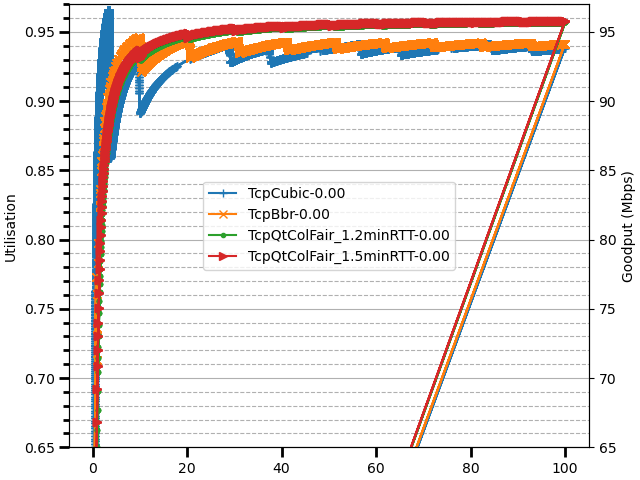 0.95
0.90
0.85
0.80
0.75
0.70
0.65
Utilisation
TcpCubic-0.00
TcpBbr-0.00
TcpQtColFair_1.2minRTT-0.00
TcpQtColFair_1.5minRTT-0.00
95
90
85
80
75
70
65
Goodput (Mbps)
0 20 40 60 80 100